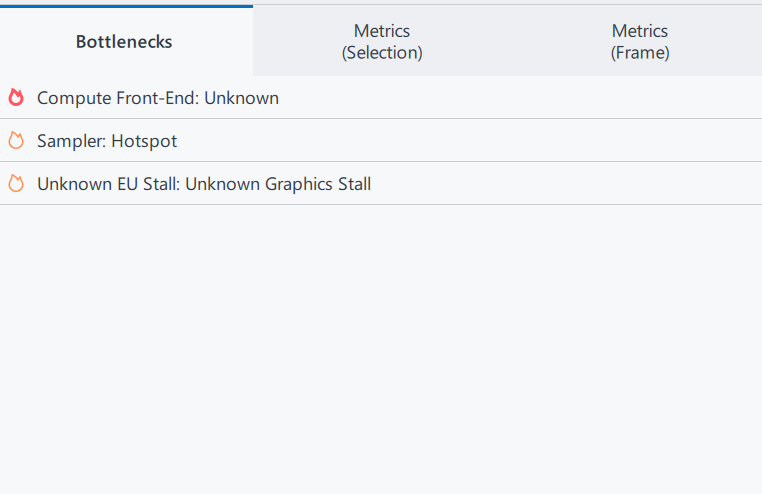 Bottlenecks
Metrics
(Selection)
Metrics
(Frame)
Compute Front-End: Unknown
Sampler: Hotspot
Unknown EU Stall: Unknown Graphics Stall